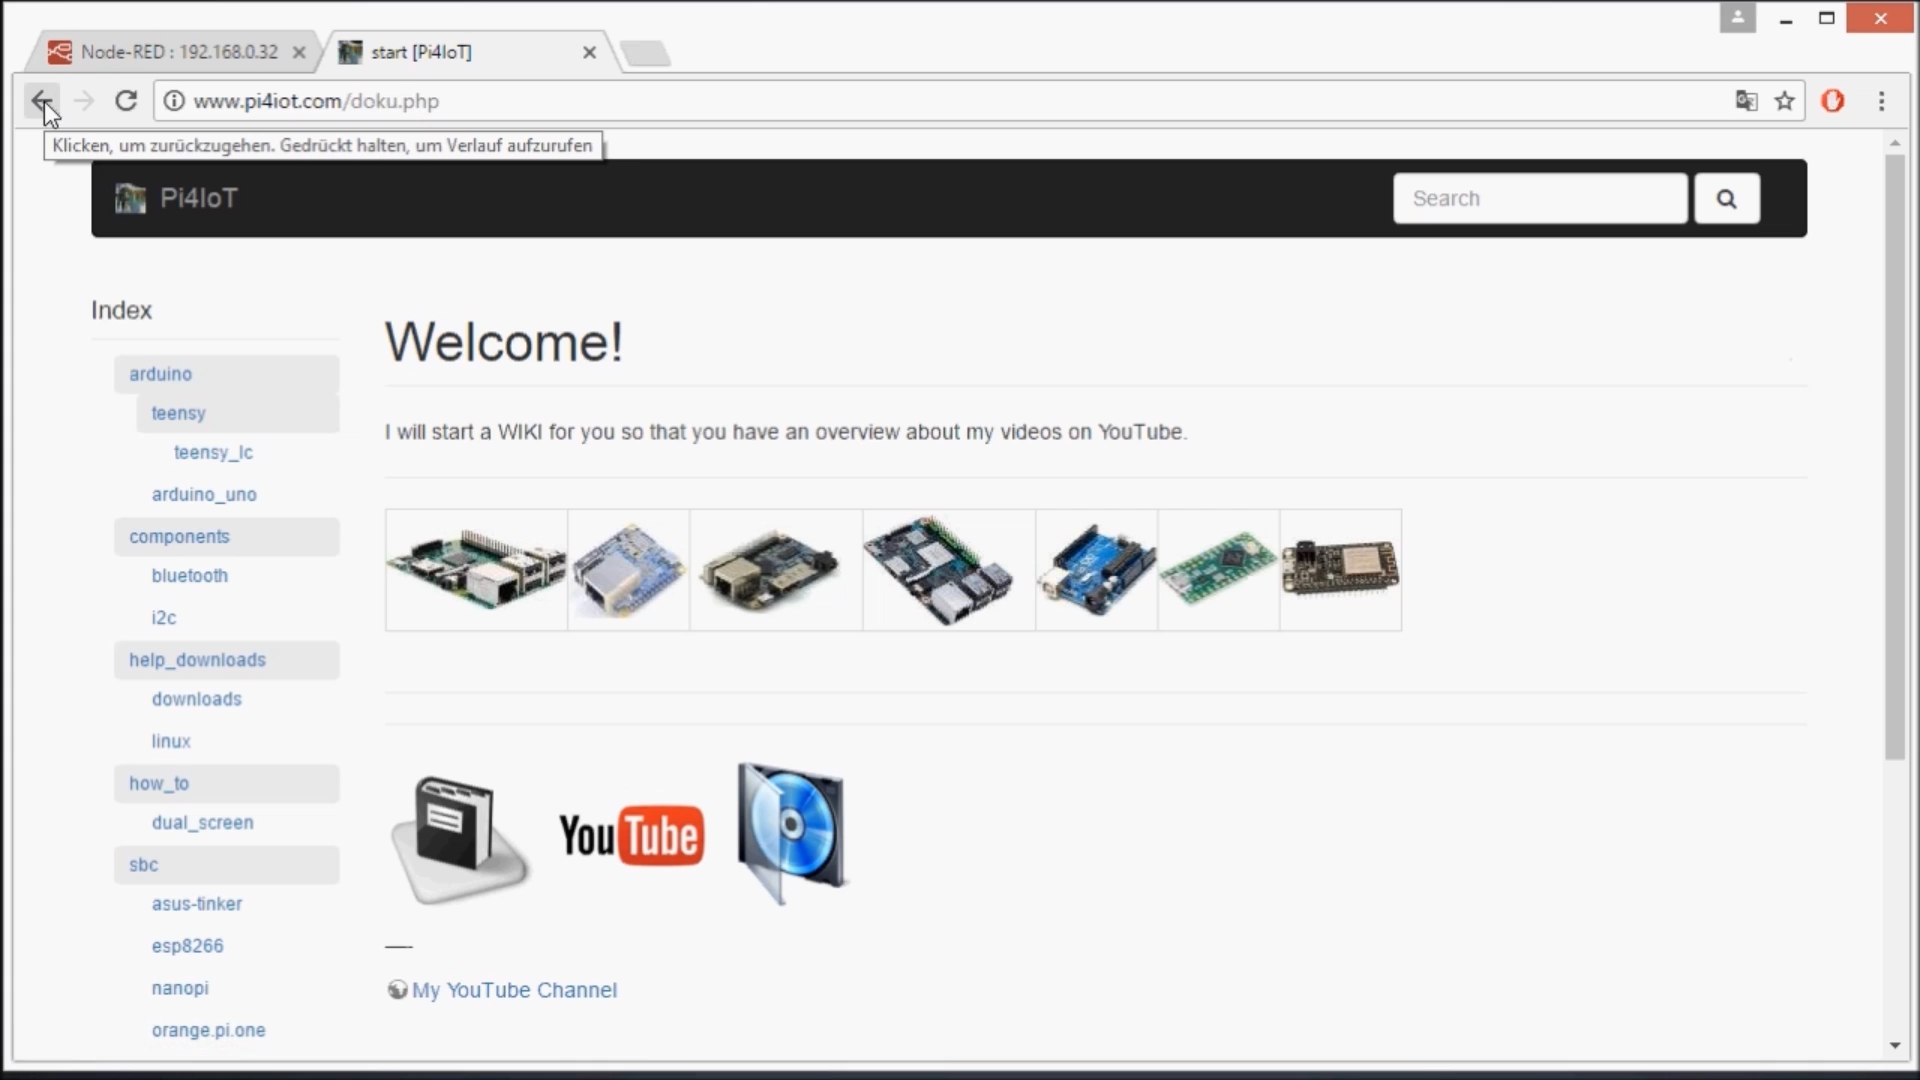 Node-RED : 192.168.0.32
start [Pi4IoT]
www.pi4iot.com/doku.php
Klicken, um zurückzugehen. Gedrückt halten, um Verlauf aufzurufen
Pi4IoT
Search
Index
arduino
teensy
teensy_lc
arduino_uno
components
bluetooth
i2c
help_downloads
downloads
linux
how_to
dual_screen
sbc
asus-tinker
esp8266
nanopi
orange.pi.one
Welcome!
I will start a WIKI for you so that you have an overview about my videos on YouTube.
YouTube
My YouTube Channel